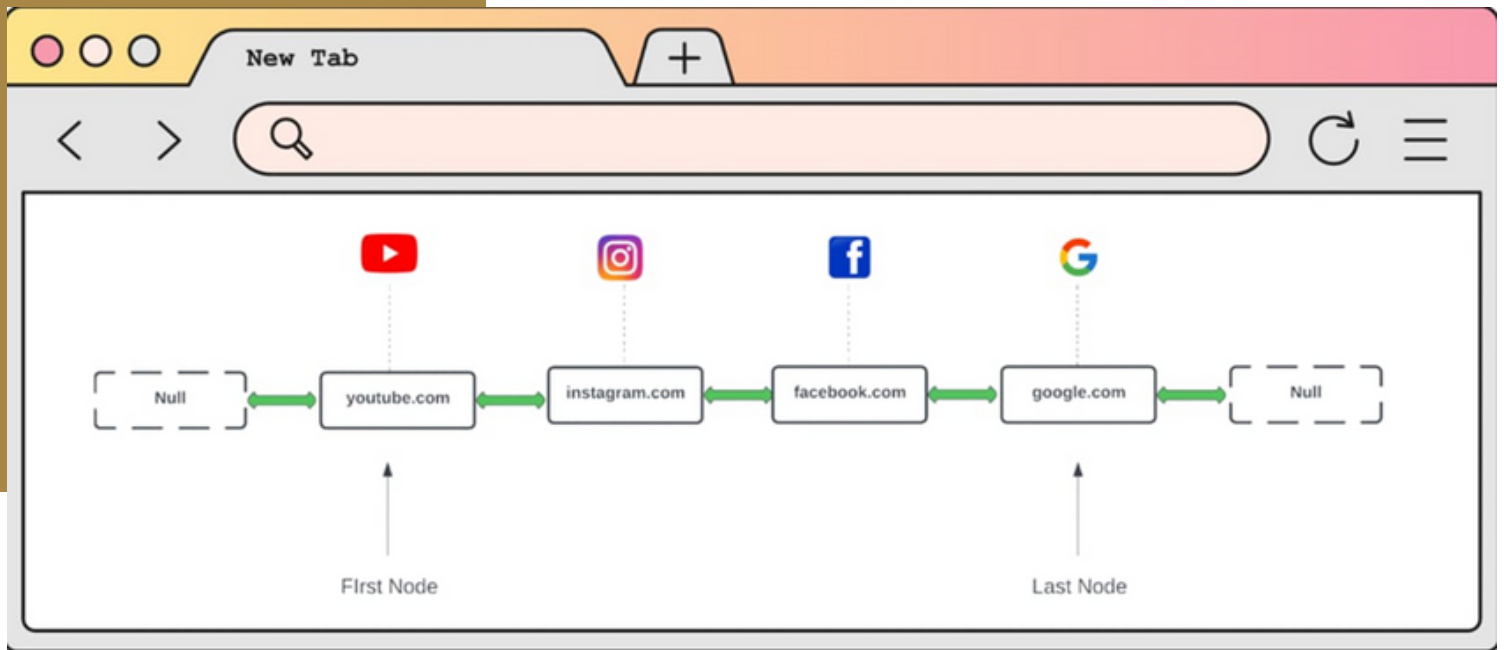 New Tab
Null
youtube.com
instagram.com
facebook.com
google.com
Null
FIrst Node
Last Node